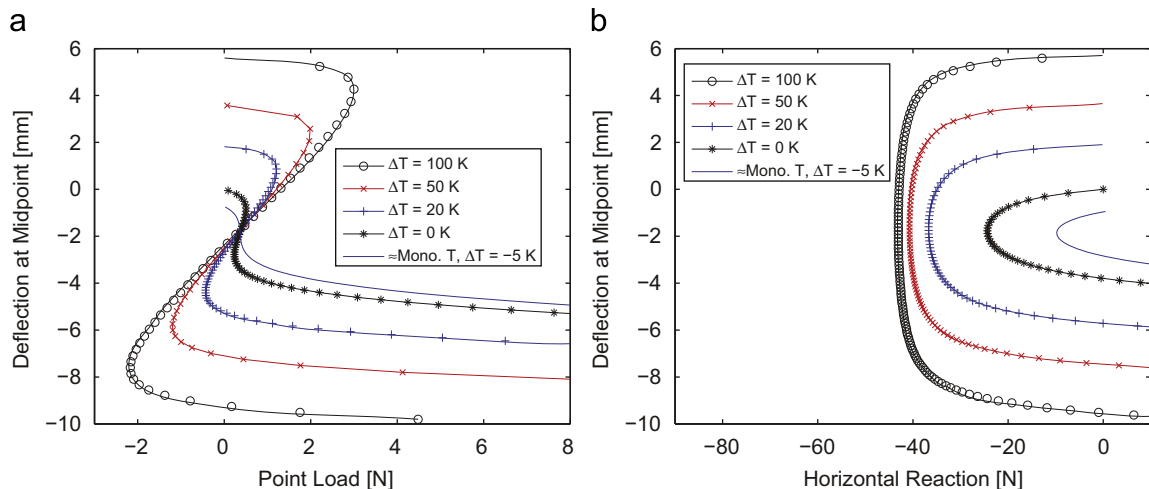 a
6
4
2
0
−2
−4
−6
−8
−10
Deflection at Midpoint [mm]
−2
0
2
4
6
8
Point Load [N]
ΔT = 100 K
ΔT = 50 K
ΔT = 20 K
ΔT = 0 K
≈Mono. T, ΔT = −5 K
b
6
4
2
0
−2
−4
−6
−8
−10
Deflection at Midpoint [mm]
−80
−60
−40
−20
0
Horizontal Reaction [N]
ΔT = 100 K
ΔT = 50 K
ΔT = 20 K
ΔT = 0 K
≈Mono. T, ΔT = −5 K